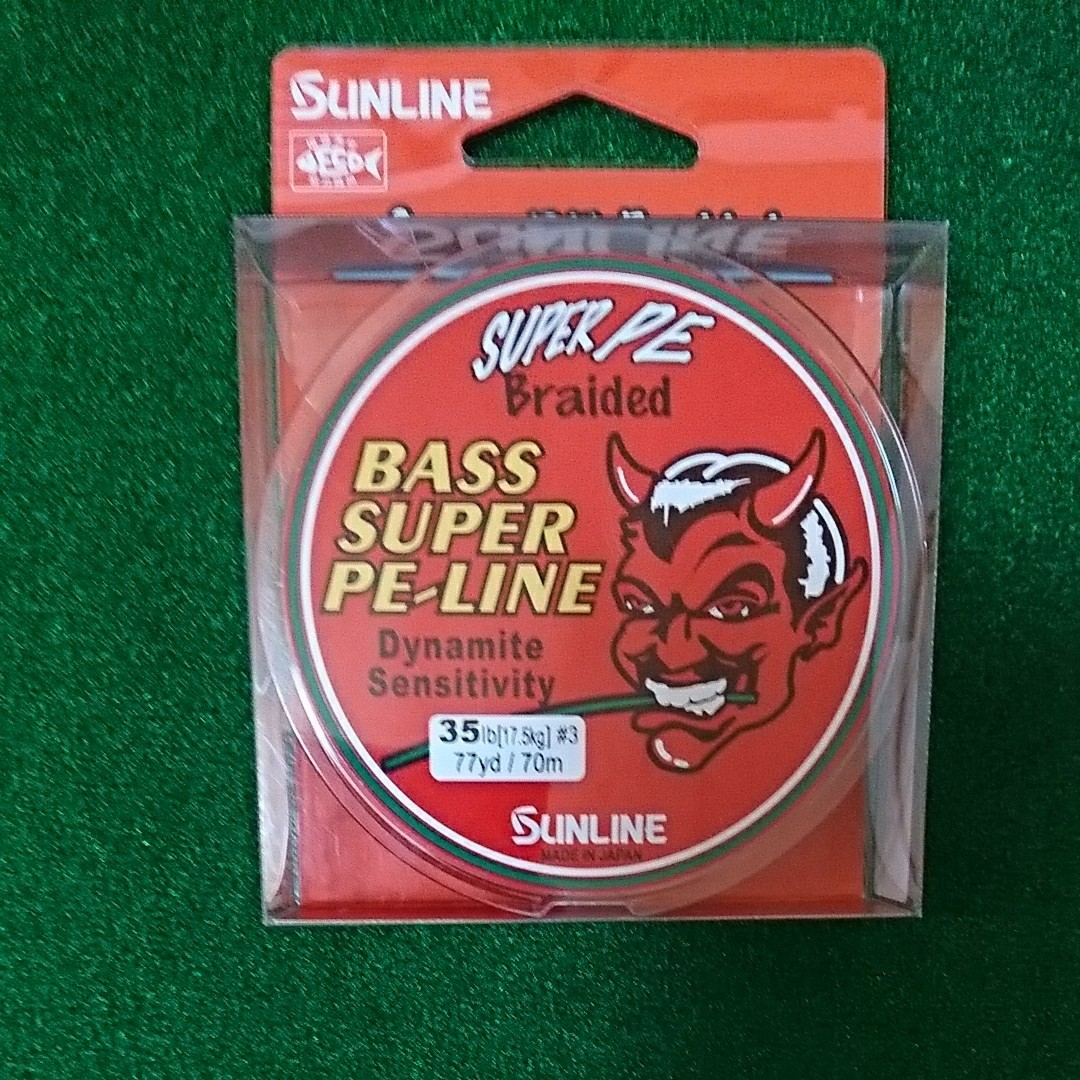 SUNLINE
SUPER PE
Braided
BASS
SUPER
PE-LINE
Dynamite
Sensitivity
35lb[17.5kg] #3
77yd / 70m
SUNLINE
MADE IN JAPAN